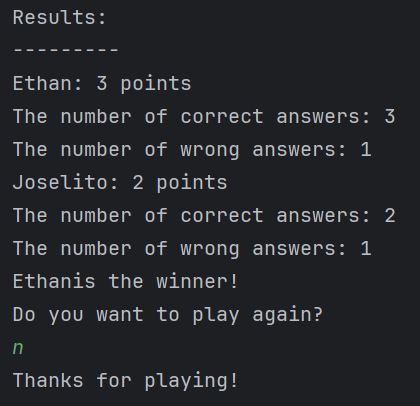 Results:
---------
Ethan: 3 points
The number of correct answers: 3
The number of wrong answers: 1
Joselito: 2 points
The number of correct answers: 2
The number of wrong answers: 1
Ethanis the winner!
Do you want to play again?
n
Thanks for playing!